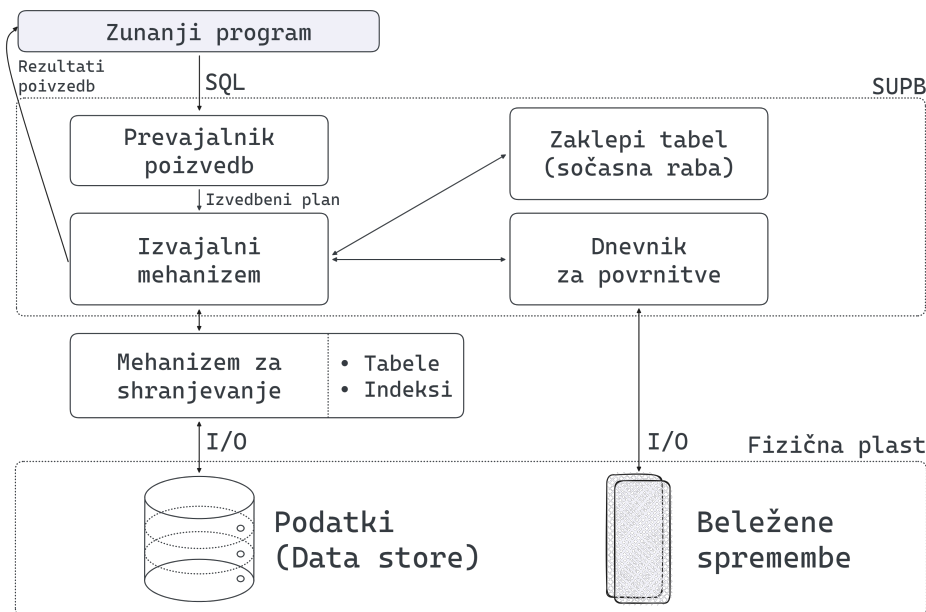 Zunanji program
Rezultati
poivzedb
SQL
SUPB
Prevajalnik
poizvedb
Zaklepi tabel
(sočasna raba)
Izvedbeni plan
Izvajalni
mehanizem
Dnevnik
za povrnitve
Mehanizem za
shranjevanje
• Tabele
• Indeksi
I/O
I/O
Fizična plast
Podatki
(Data store)
Beležene
spremembe